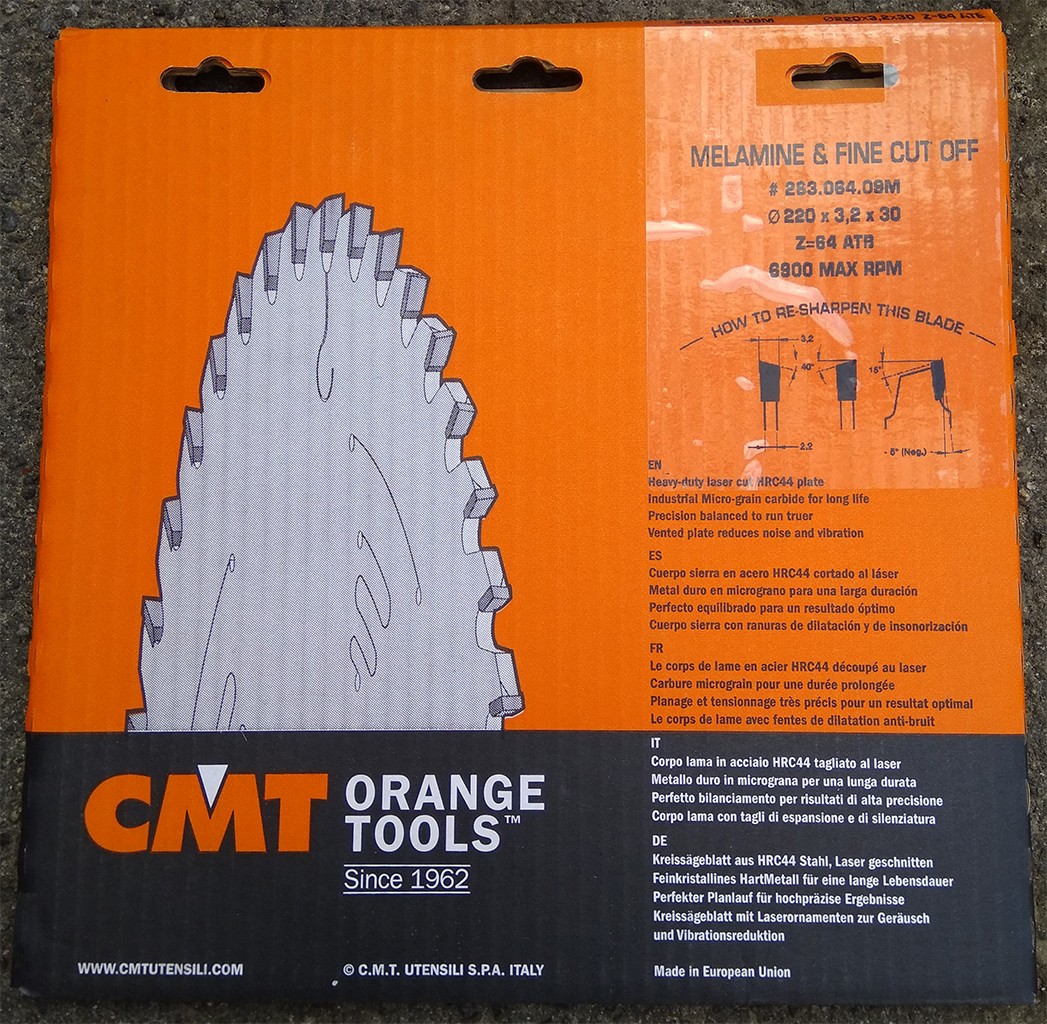 #283.064.09M Ø220x3,2x30 Z=64 ATB
MELAMINE & FINE CUT OFF
# 283.064.09M
Ø 220 x 3,2 x 30
Z=64 ATB
6900 MAX RPM
HOW TO RE-SHARPEN THIS BLADE
3,2
40°
15°
2,2
- 5° (Neg.)
EN
Heavy-duty laser cut HRC44 plate
Industrial Micro-grain carbide for long life
Precision balanced to run truer
Vented plate reduces noise and vibration
ES
Cuerpo sierra en acero HRC44 cortado al láser
Metal duro en micrograno para una larga duración
Perfecto equilibrado para un resultado óptimo
Cuerpo sierra con ranuras de dilatación y de insonorización
FR
Le corps de lame en acier HRC44 découpé au laser
Carbure micrograin pour une durée prolongée
Planage et tensionnage très précis pour un resultat optimal
Le corps de lame avec fentes de dilatation anti-bruit
IT
Corpo lama in acciaio HRC44 tagliato al laser
Metallo duro in micrograna per una lunga durata
Perfetto bilanciamento per risultati di alta precisione
Corpo lama con tagli di espansione e di silenziatura
DE
Kreissägeblatt aus HRC44 Stahl, Laser geschnitten
Feinkristallines HartMetall für eine lange Lebensdauer
Perfekter Planlauf für hochpräzise Ergebnisse
Kreissägeblatt mit Laserornamenten zur Geräusch
und Vibrationsreduktion
Made in European Union
CMT
ORANGE
TOOLS™
Since 1962
WWW.CMTUTENSILI.COM
© C.M.T. UTENSILI S.P.A. ITALY